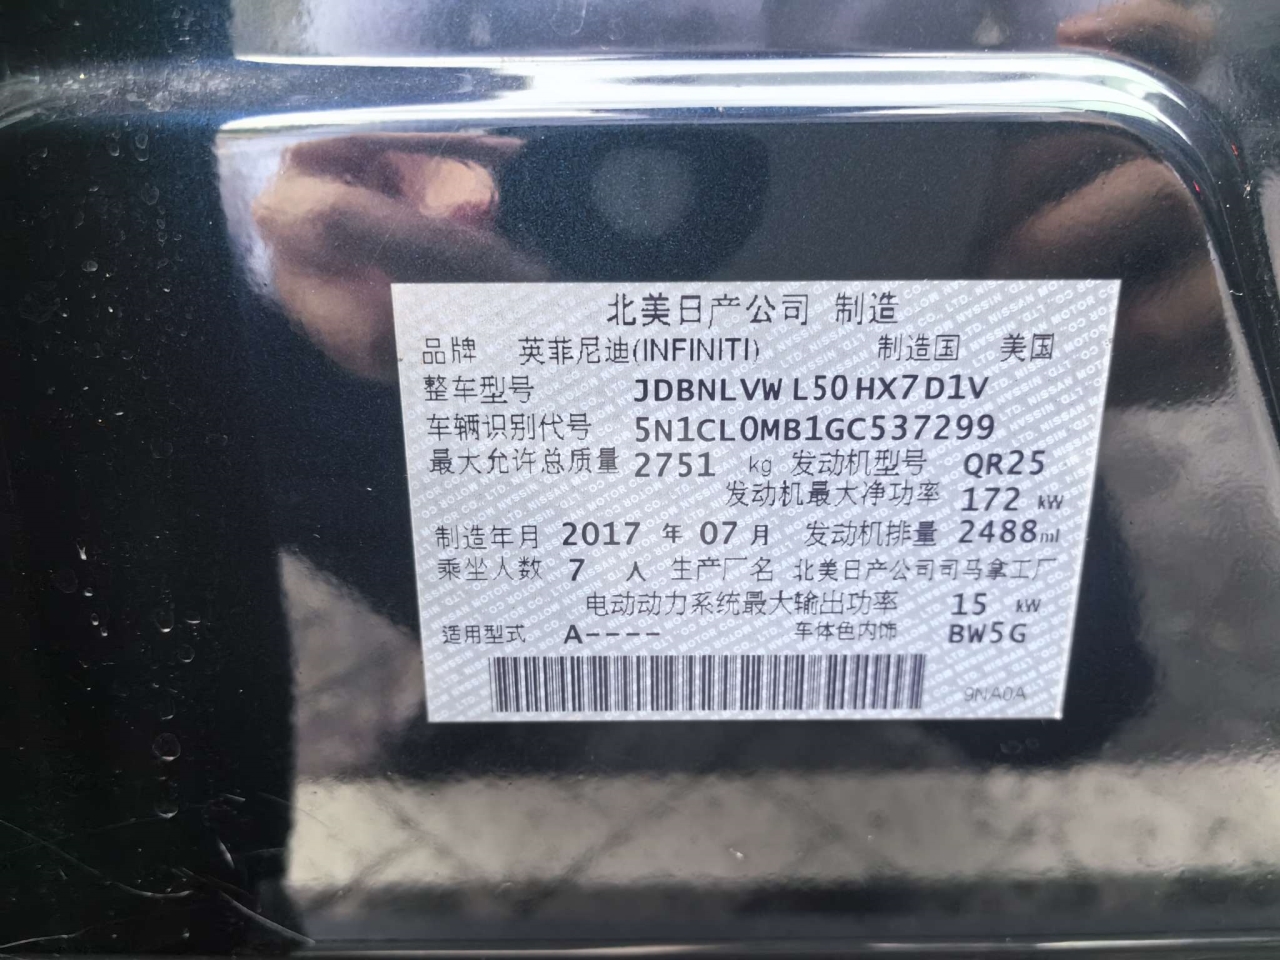 北美日产公司 制造
品牌 英菲尼迪(INFINITI) 制造国 美国
整车型号 JDBNLVWL50HX7D1V
车辆识别代号 5N1CL0MB1GC537299
最大允许总质量 2751 kg 发动机型号 QR25
发动机最大净功率 172 kW
制造年月 2017 年 07 月 发动机排量 2488ml
乘坐人数 7 人 生产厂名 北美日产公司司马拿工厂
电动动力系统最大输出功率 15 kW
适用型式 A---- 车体色内饰 BW5G
9NA0A